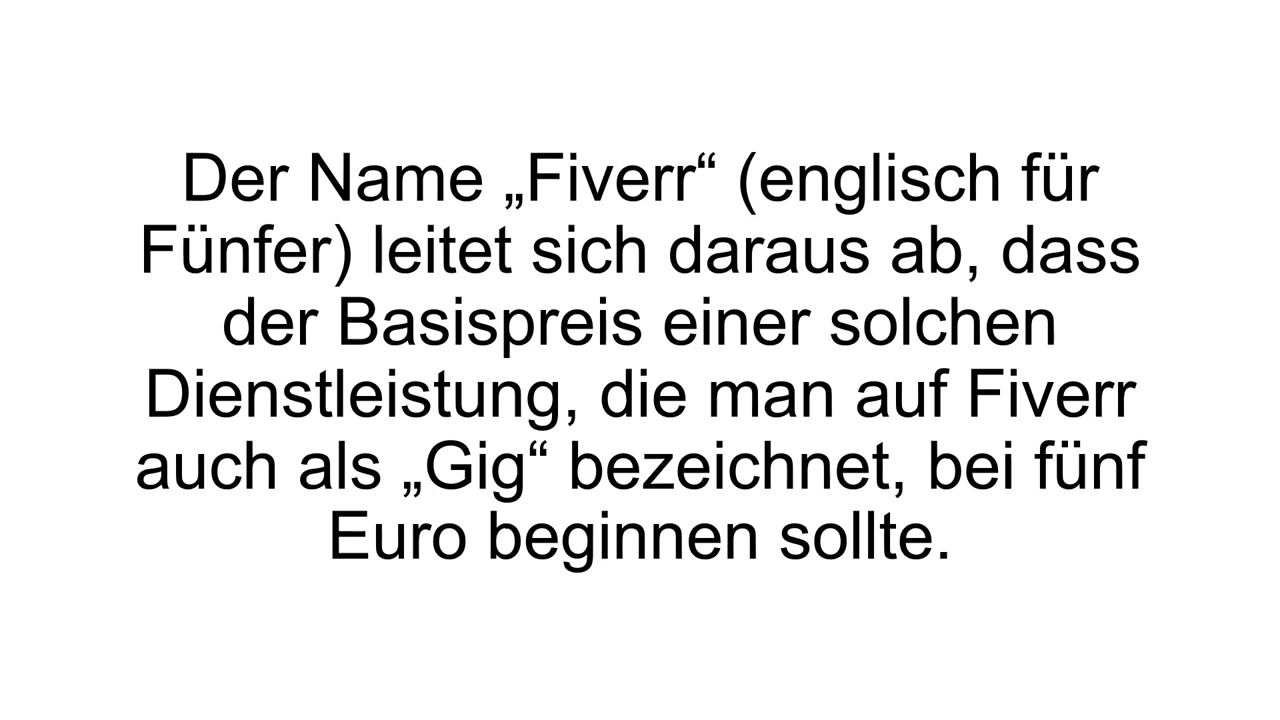 Der Name „Fiverr“ (englisch für
Fünfer) leitet sich daraus ab, dass
der Basispreis einer solchen
Dienstleistung, die man auf Fiverr
auch als „Gig“ bezeichnet, bei fünf
Euro beginnen sollte.